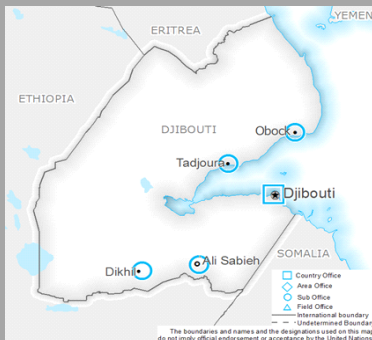 YEMEN
ERITREA
ETHIOPIA
DJIBOUTI
Obock
Tadjoura
Djibouti
Ali Sabieh
Dikhil
SOMALIA
Country Office
Area Office
Sub Office
Field Office
International boundary
Undetermined Boundar
The boundaries and names and the designations used on this map
do not imply official endorsement or acceptance by the United Nations